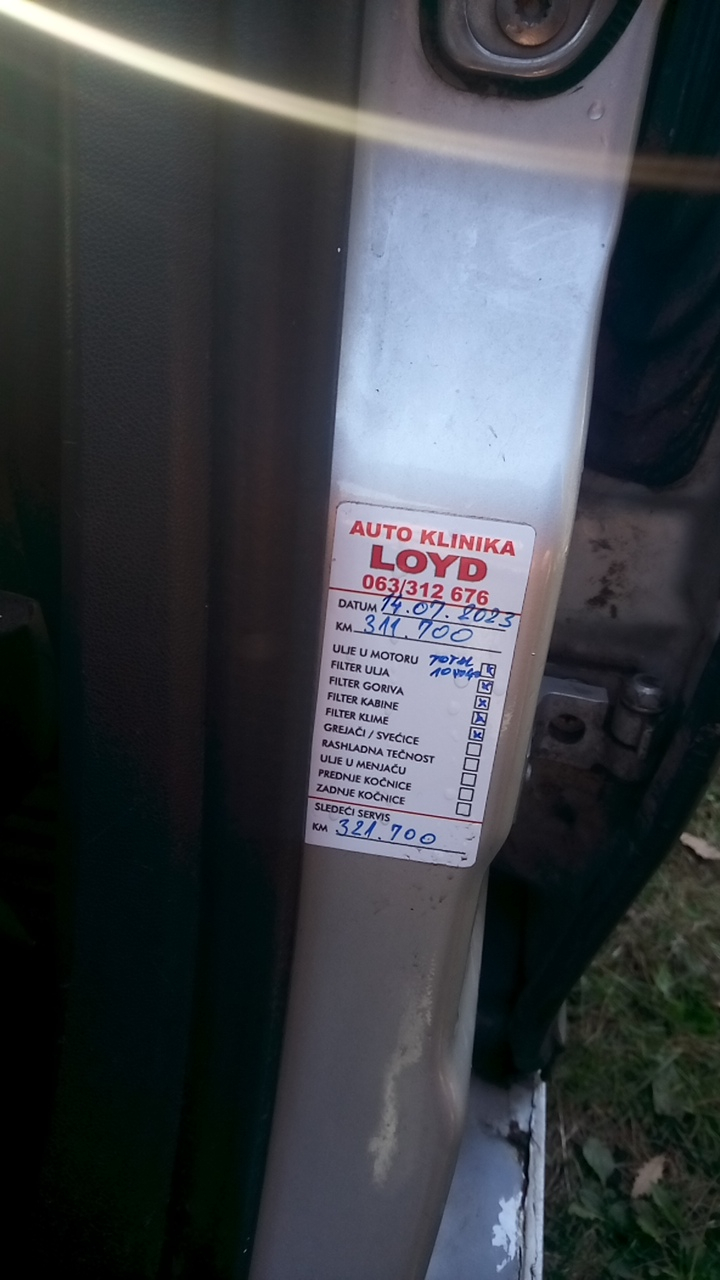 AUTO KLINIKA
LOYD
063/312 676
DATUM 14.07.2023
KM 311.700
ULJE U MOTORU TOTAL
FILTER ULJA
FILTER GORIVA
FILTER KABINE
FILTER KLIME
GREJAČI / SVEĆICE
RASHLADNA TEČNOST
ULJE U MENJAČU
PREDNJE KOČNICE
ZADNJE KOČNICE
SLEDEĆI SERVIS
KM 321.700